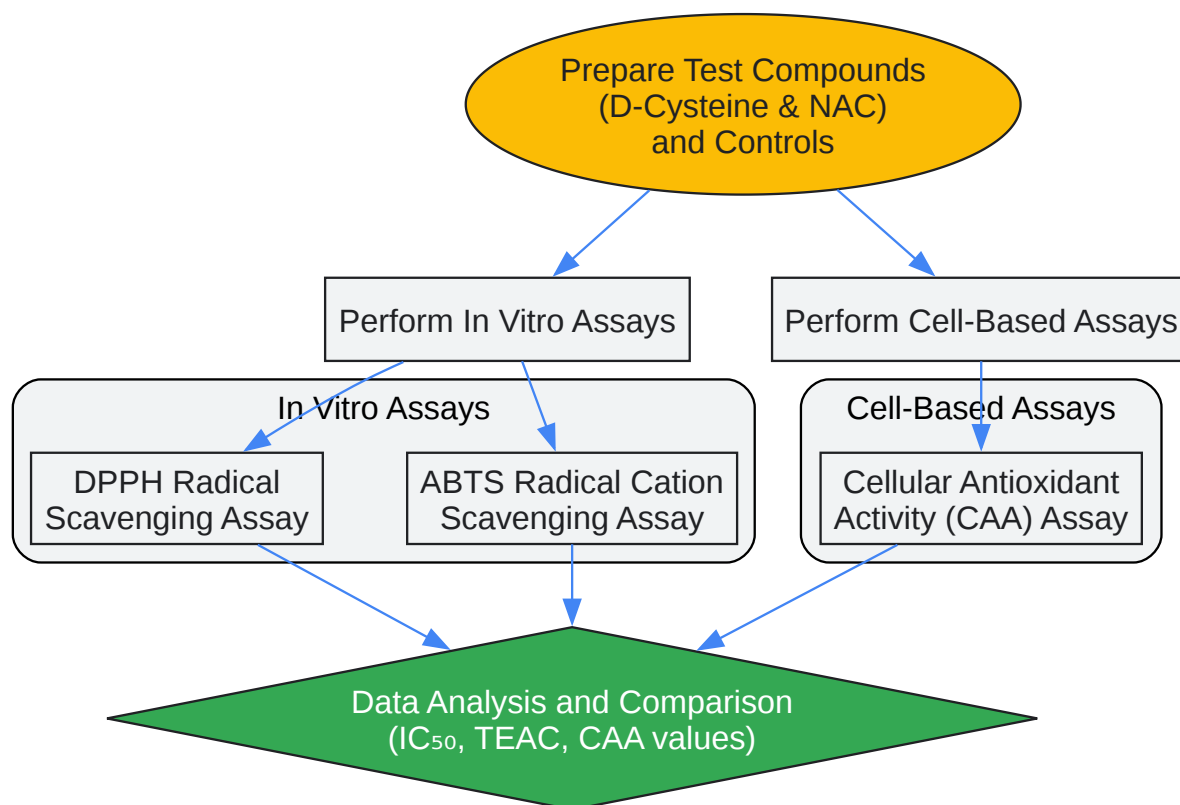 Prepare Test Compounds
(D-Cysteine & NAC)
and Controls
Perform In Vitro Assays
Perform Cell-Based Assays
In Vitro Assays
Cell-Based Assays
DPPH Radical
Scavenging Assay
ABTS Radical Cation
Scavenging Assay
Cellular Antioxidant
Activity (CAA) Assay
Data Analysis and Comparison
(IC₅₀, TEAC, CAA values)